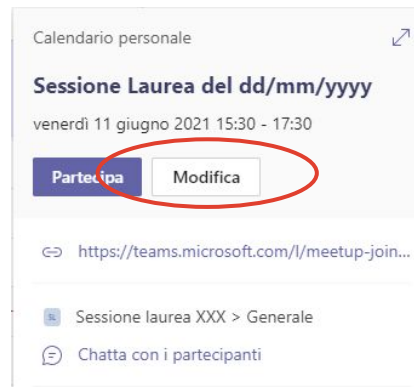 Calendario personale
Sessione Laurea del dd/mm/yyyy
venerdì 11 giugno 2021 15:30 - 17:30
Partecipa Modifica
https://teams.microsoft.com/l/meetup-join...
SL Sessione laurea XXX > Generale
Chatta con i partecipanti